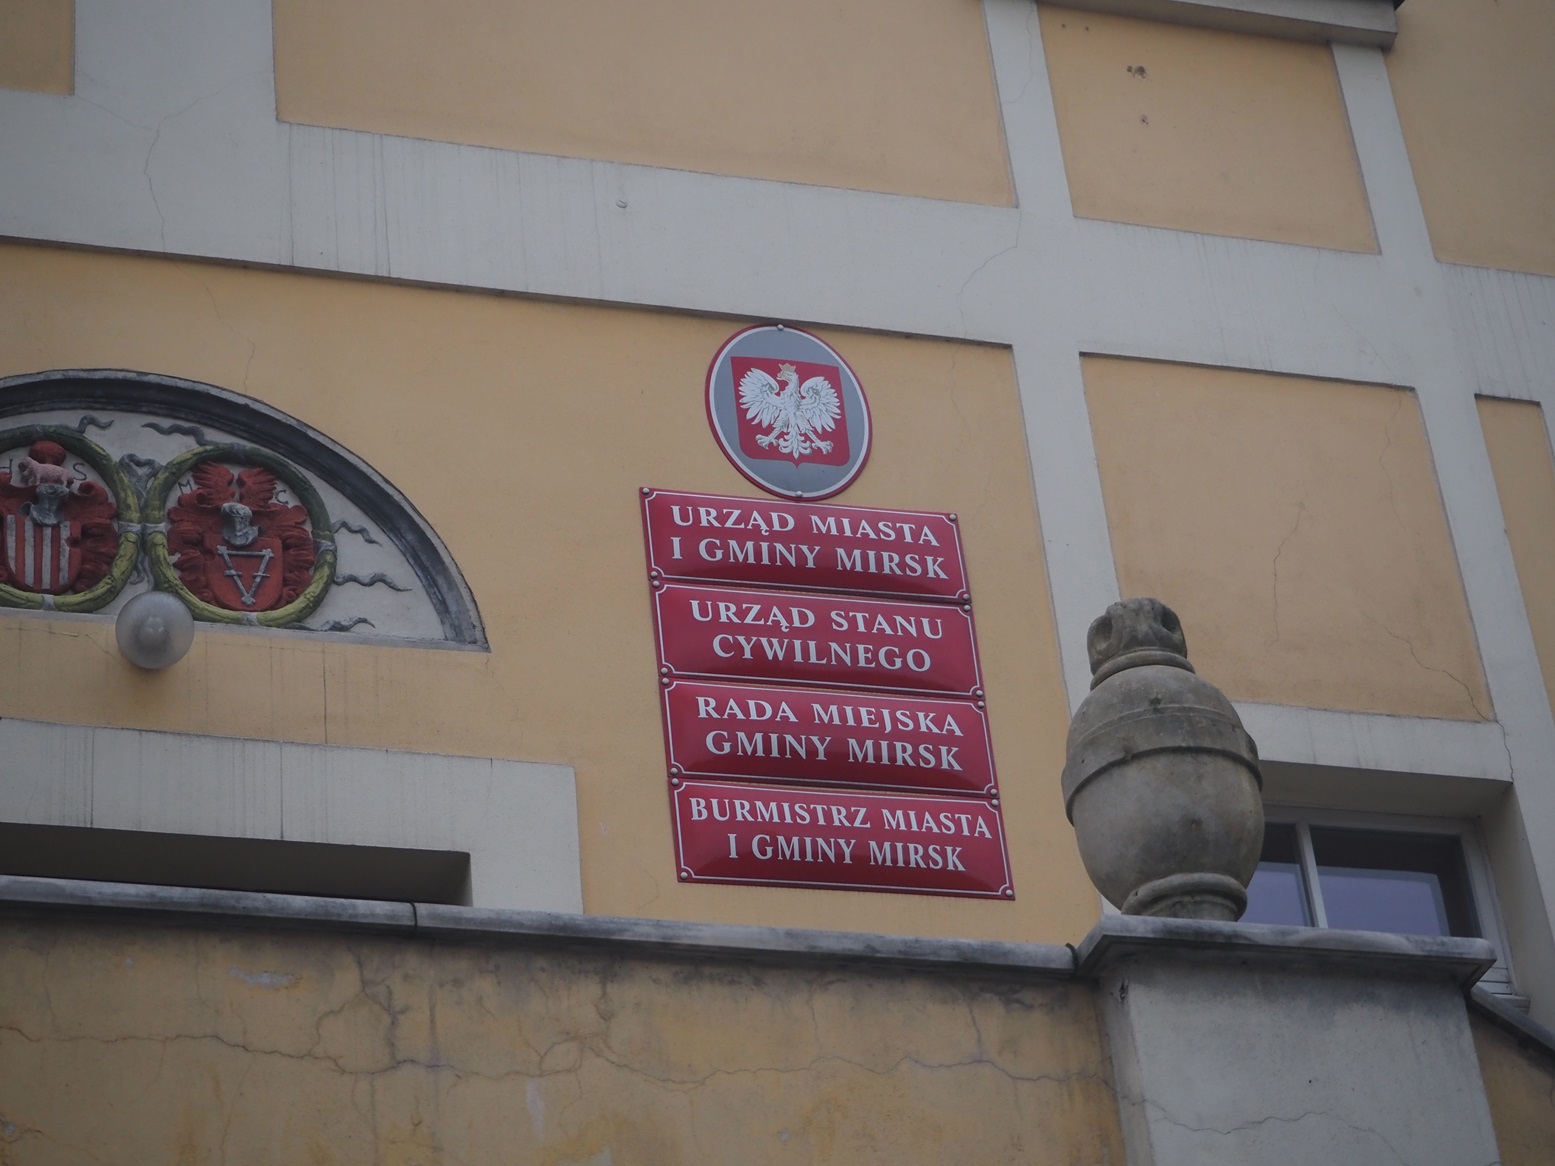 H S
M G
URZĄD MIASTA
I GMINY MIRSK
URZĄD STANU
CYWILNEGO
RADA MIEJSKA
GMINY MIRSK
BURMISTRZ MIASTA
I GMINY MIRSK